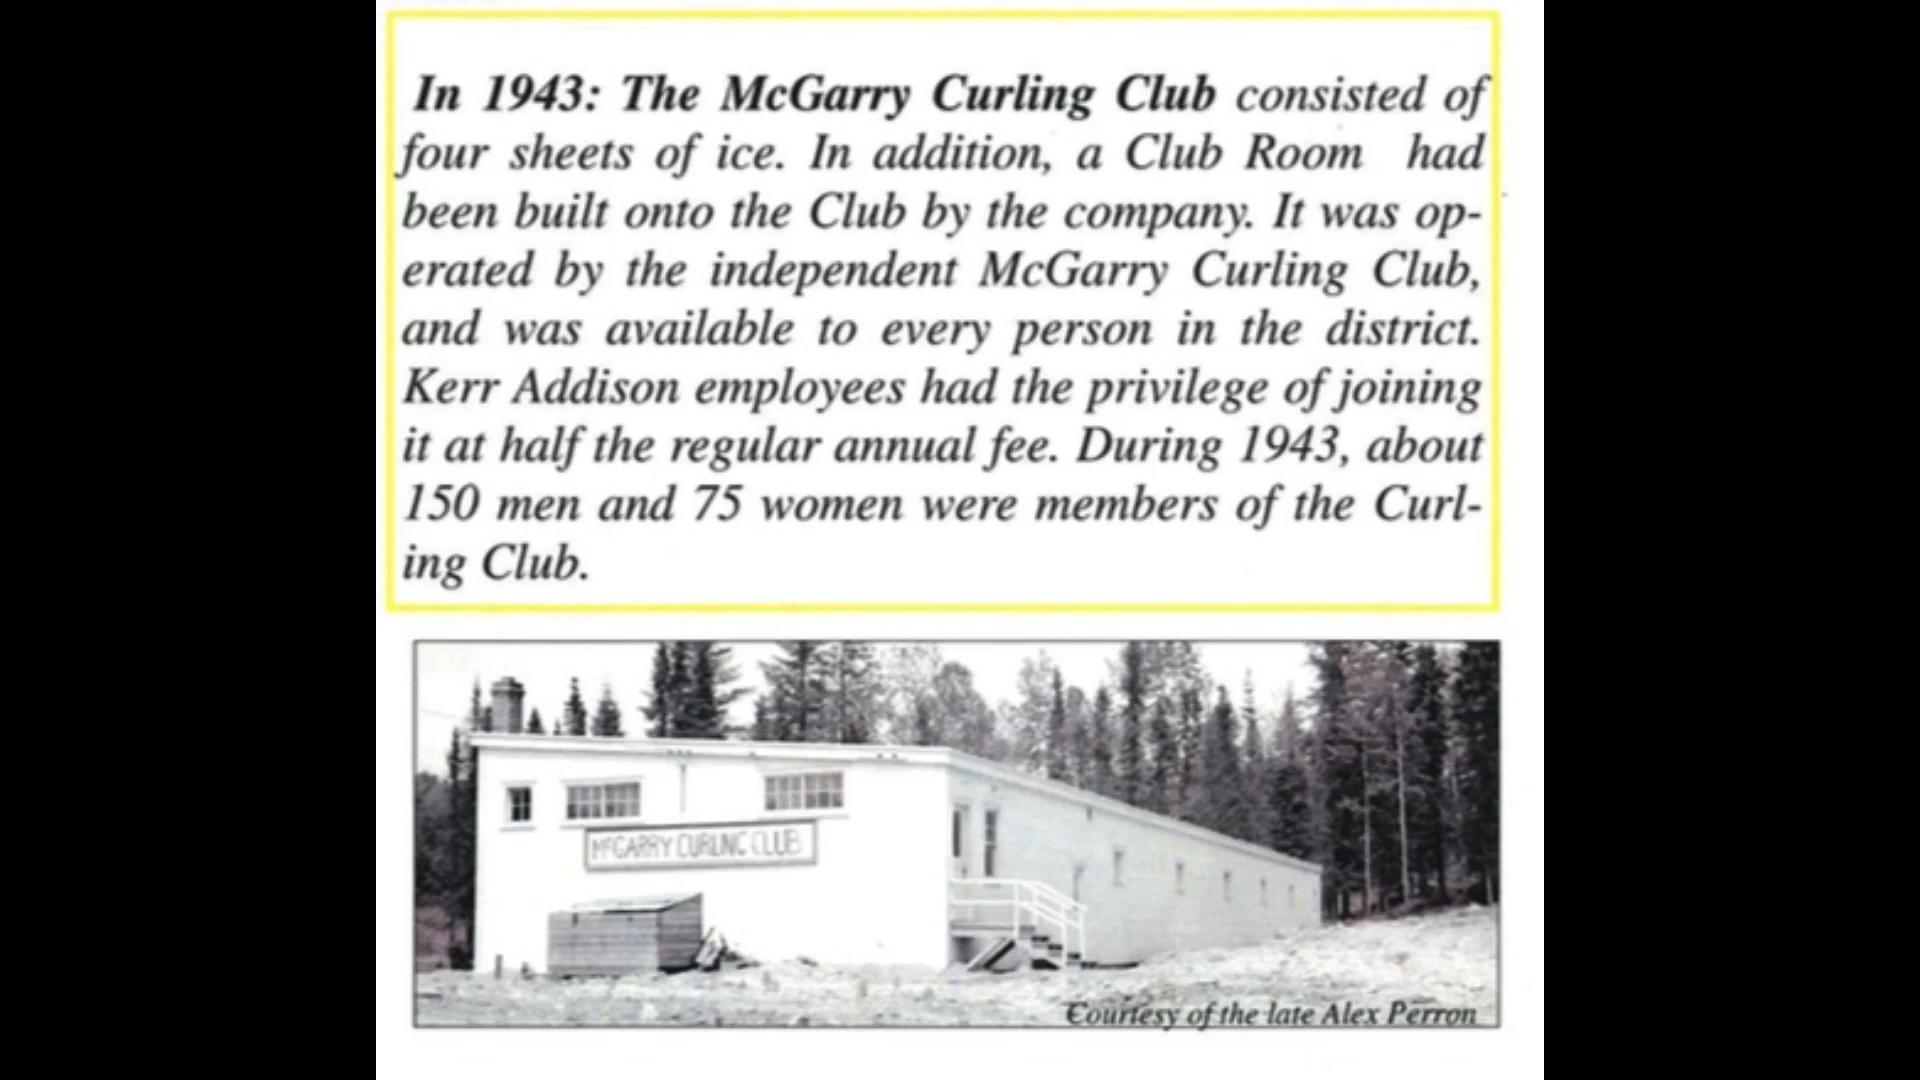 In 1943: The McGarry Curling Club consisted of
four sheets of ice. In addition, a Club Room had
been built onto the Club by the company. It was op-
erated by the independent McGarry Curling Club,
and was available to every person in the district.
Kerr Addison employees had the privilege of joining
it at half the regular annual fee. During 1943, about
150 men and 75 women were members of the Curl-
ing Club.
McGARRY CURLING CLUB
Courtesy of the late Alex Perron